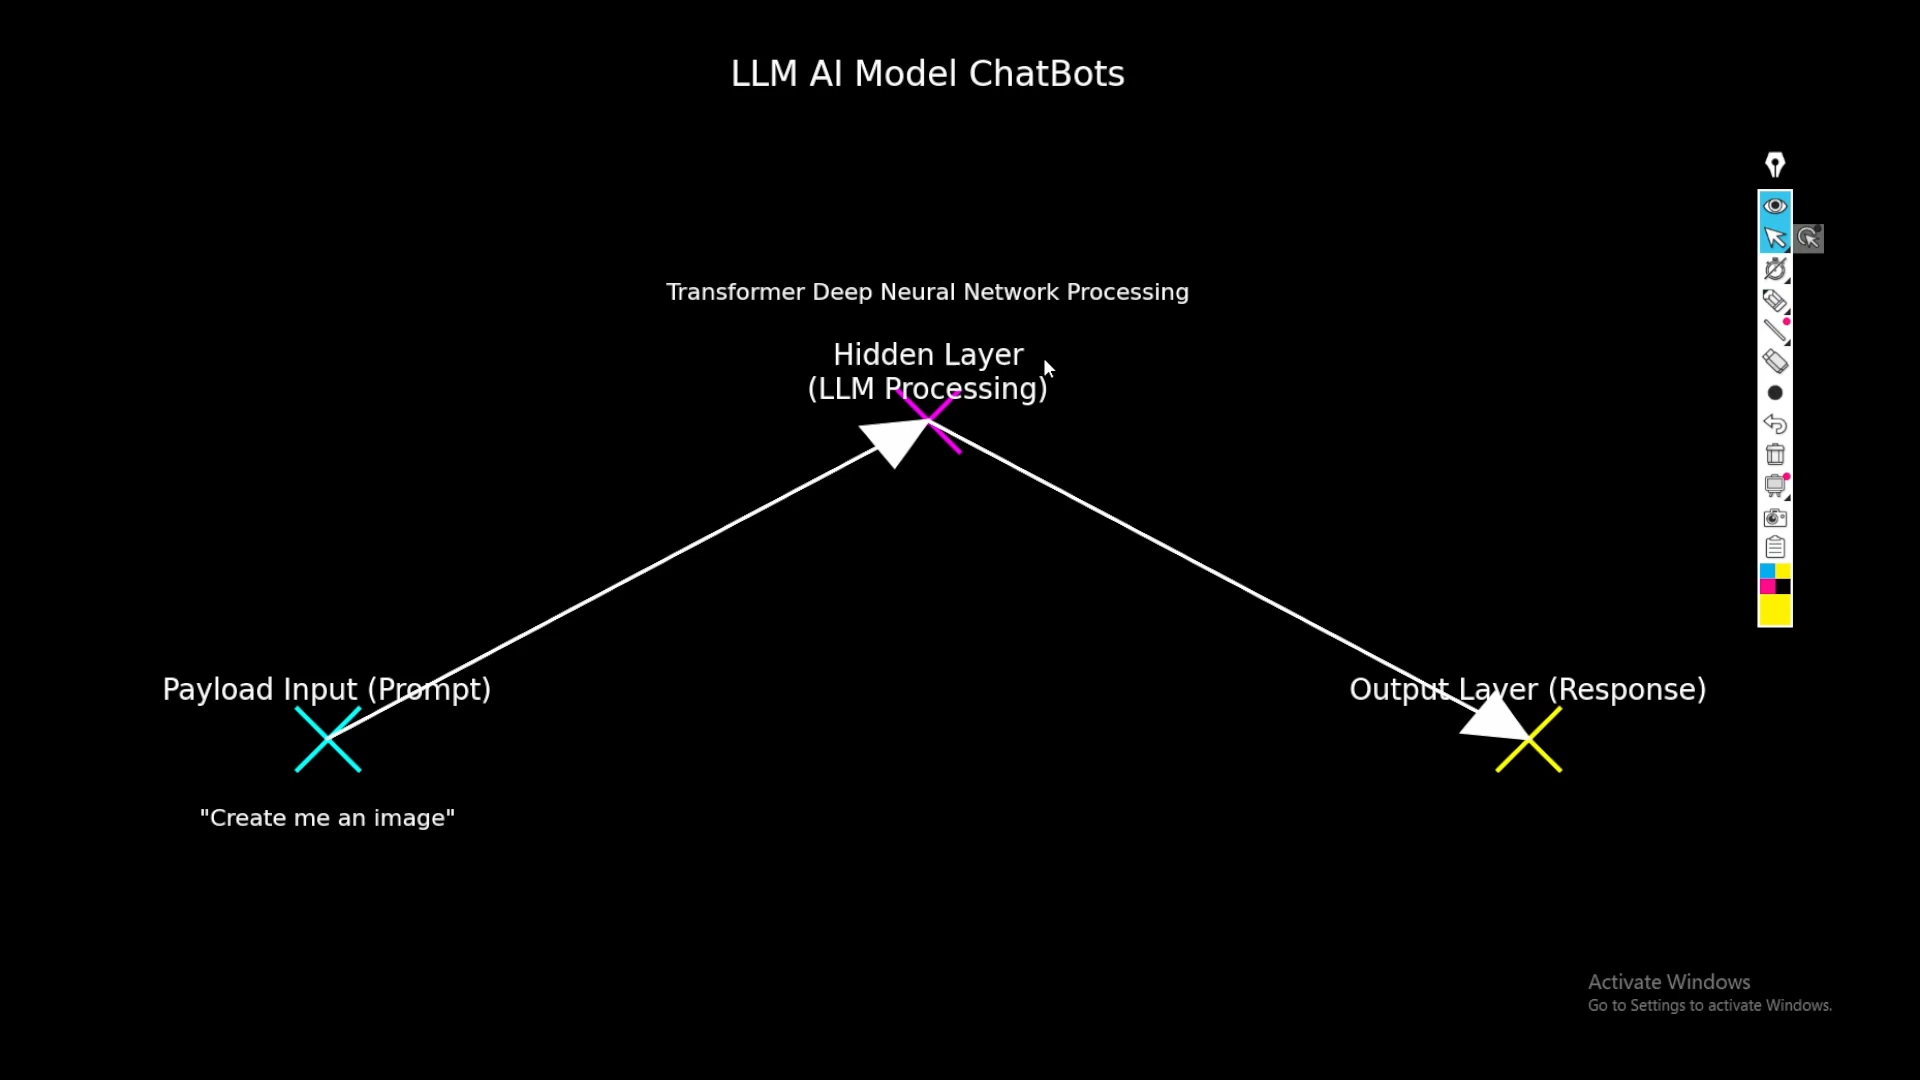 LLM AI Model ChatBots
Transformer Deep Neural Network Processing
Hidden Layer
(LLM Processing)
Payload Input (Prompt)
Output Layer (Response)
"Create me an image"
Activate Windows
Go to Settings to activate Windows.